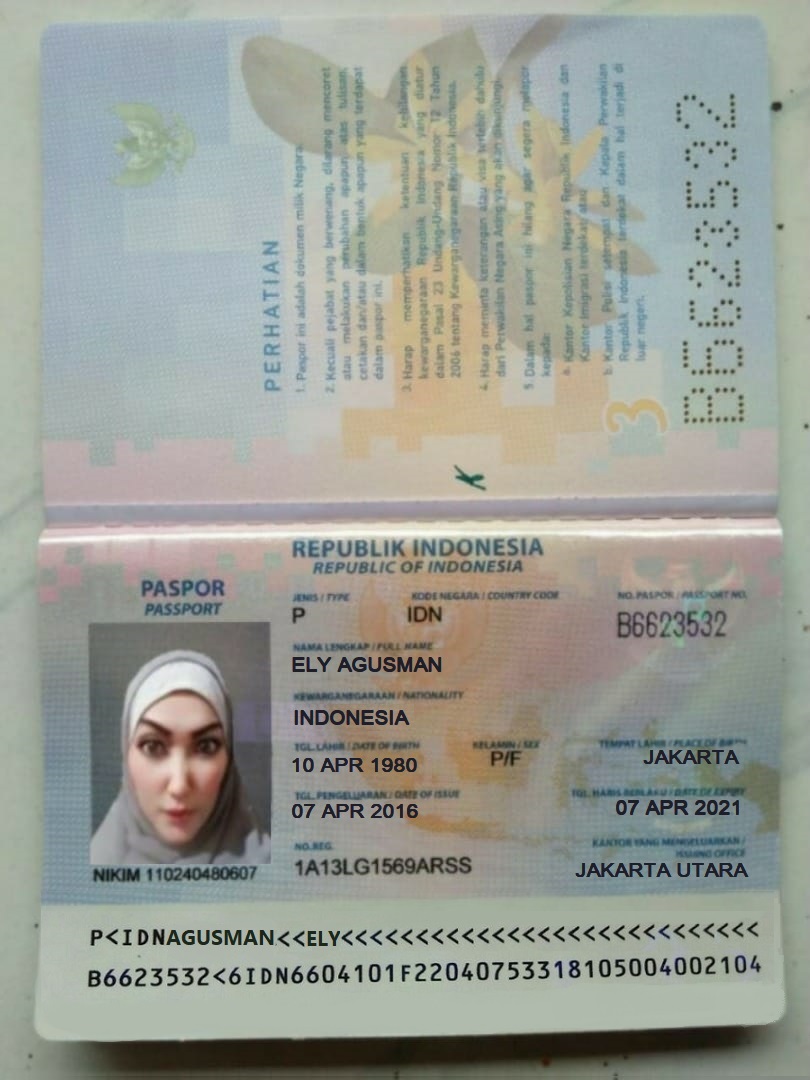 PERHATIAN
1. Paspor ini adalah dokumen milik Negara.
2. Kecuali pejabat yang berwenang, dilarang mencoret
atau melakukan perubahan apapun atas tulisan,
cetakan dan/atau dalam bentuk apapun yang terdapat
dalam paspor ini.
3. Harap memperhatikan ketentuan kehilangan
kewarganegaraan Republik Indonesia yang diatur
dalam Pasal 23 Undang-Undang Nomor 12 Tahun
2006 tentang Kewarganegaraan Republik Indonesia.
4. Harap meminta keterangan atau visa terlebih dahulu
dari Perwakilan Negara Asing yang akan dikunjungi.
5. Dalam hal paspor ini hilang agar segera melapor
kepada:
a. Kantor Kepolisian Negara Republik Indonesia dan
Kantor Imigrasi terdekat; atau
b. Kantor Polisi setempat dan Kepala Perwakilan
Republik Indonesia terdekat dalam hal terjadi di
luar negeri.
3
B6623532
REPUBLIK INDONESIA
REPUBLIC OF INDONESIA
PASPOR
PASSPORT
JENIS / TYPE KODE NEGARA / COUNTRY CODE NO. PASPOR / PASSPORT NO.
P IDN B6623532
NAMA LENGKAP / FULL NAME
ELY AGUSMAN
KEWARGANEGARAAN / NATIONALITY
INDONESIA
TGL. LAHIR / DATE OF BIRTH KELAMIN / SEX TEMPAT LAHIR / PLACE OF BIRTH
10 APR 1980 P/F JAKARTA
TGL. PENGELUARAN / DATE OF ISSUE TGL. HABIS BERLAKU / DATE OF EXPIRY
07 APR 2016 07 APR 2021
NO.REG. KANTOR YANG MENGELUARKAN /
ISSUING OFFICE
1A13LG1569ARSS JAKARTA UTARA
NIKIM 110240480607
P<IDNAGUSMAN<<ELY<<<<<<<<<<<<<<<<<<<<<<<<<<<
B6623532<6IDN6604101F22040753318105004002104